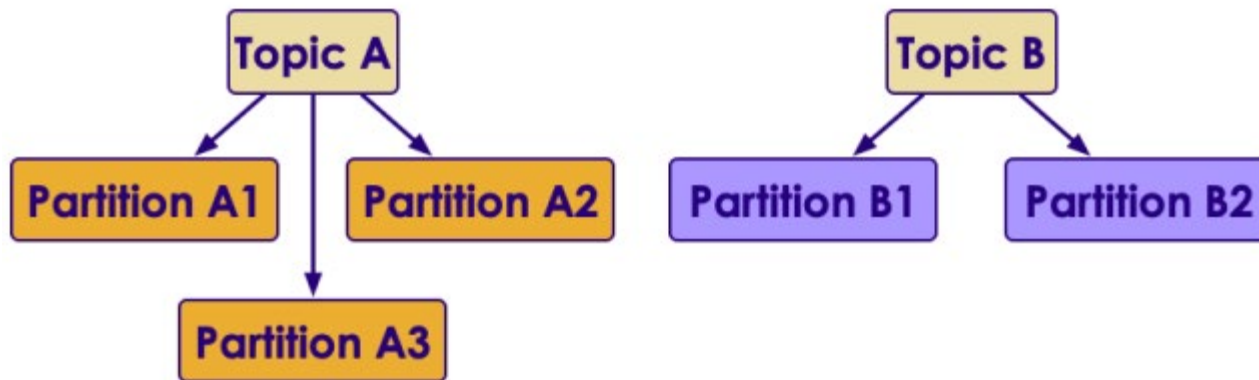 Topic A
Topic B
Partition A1
Partition A2
Partition B1
Partition B2
Partition A3